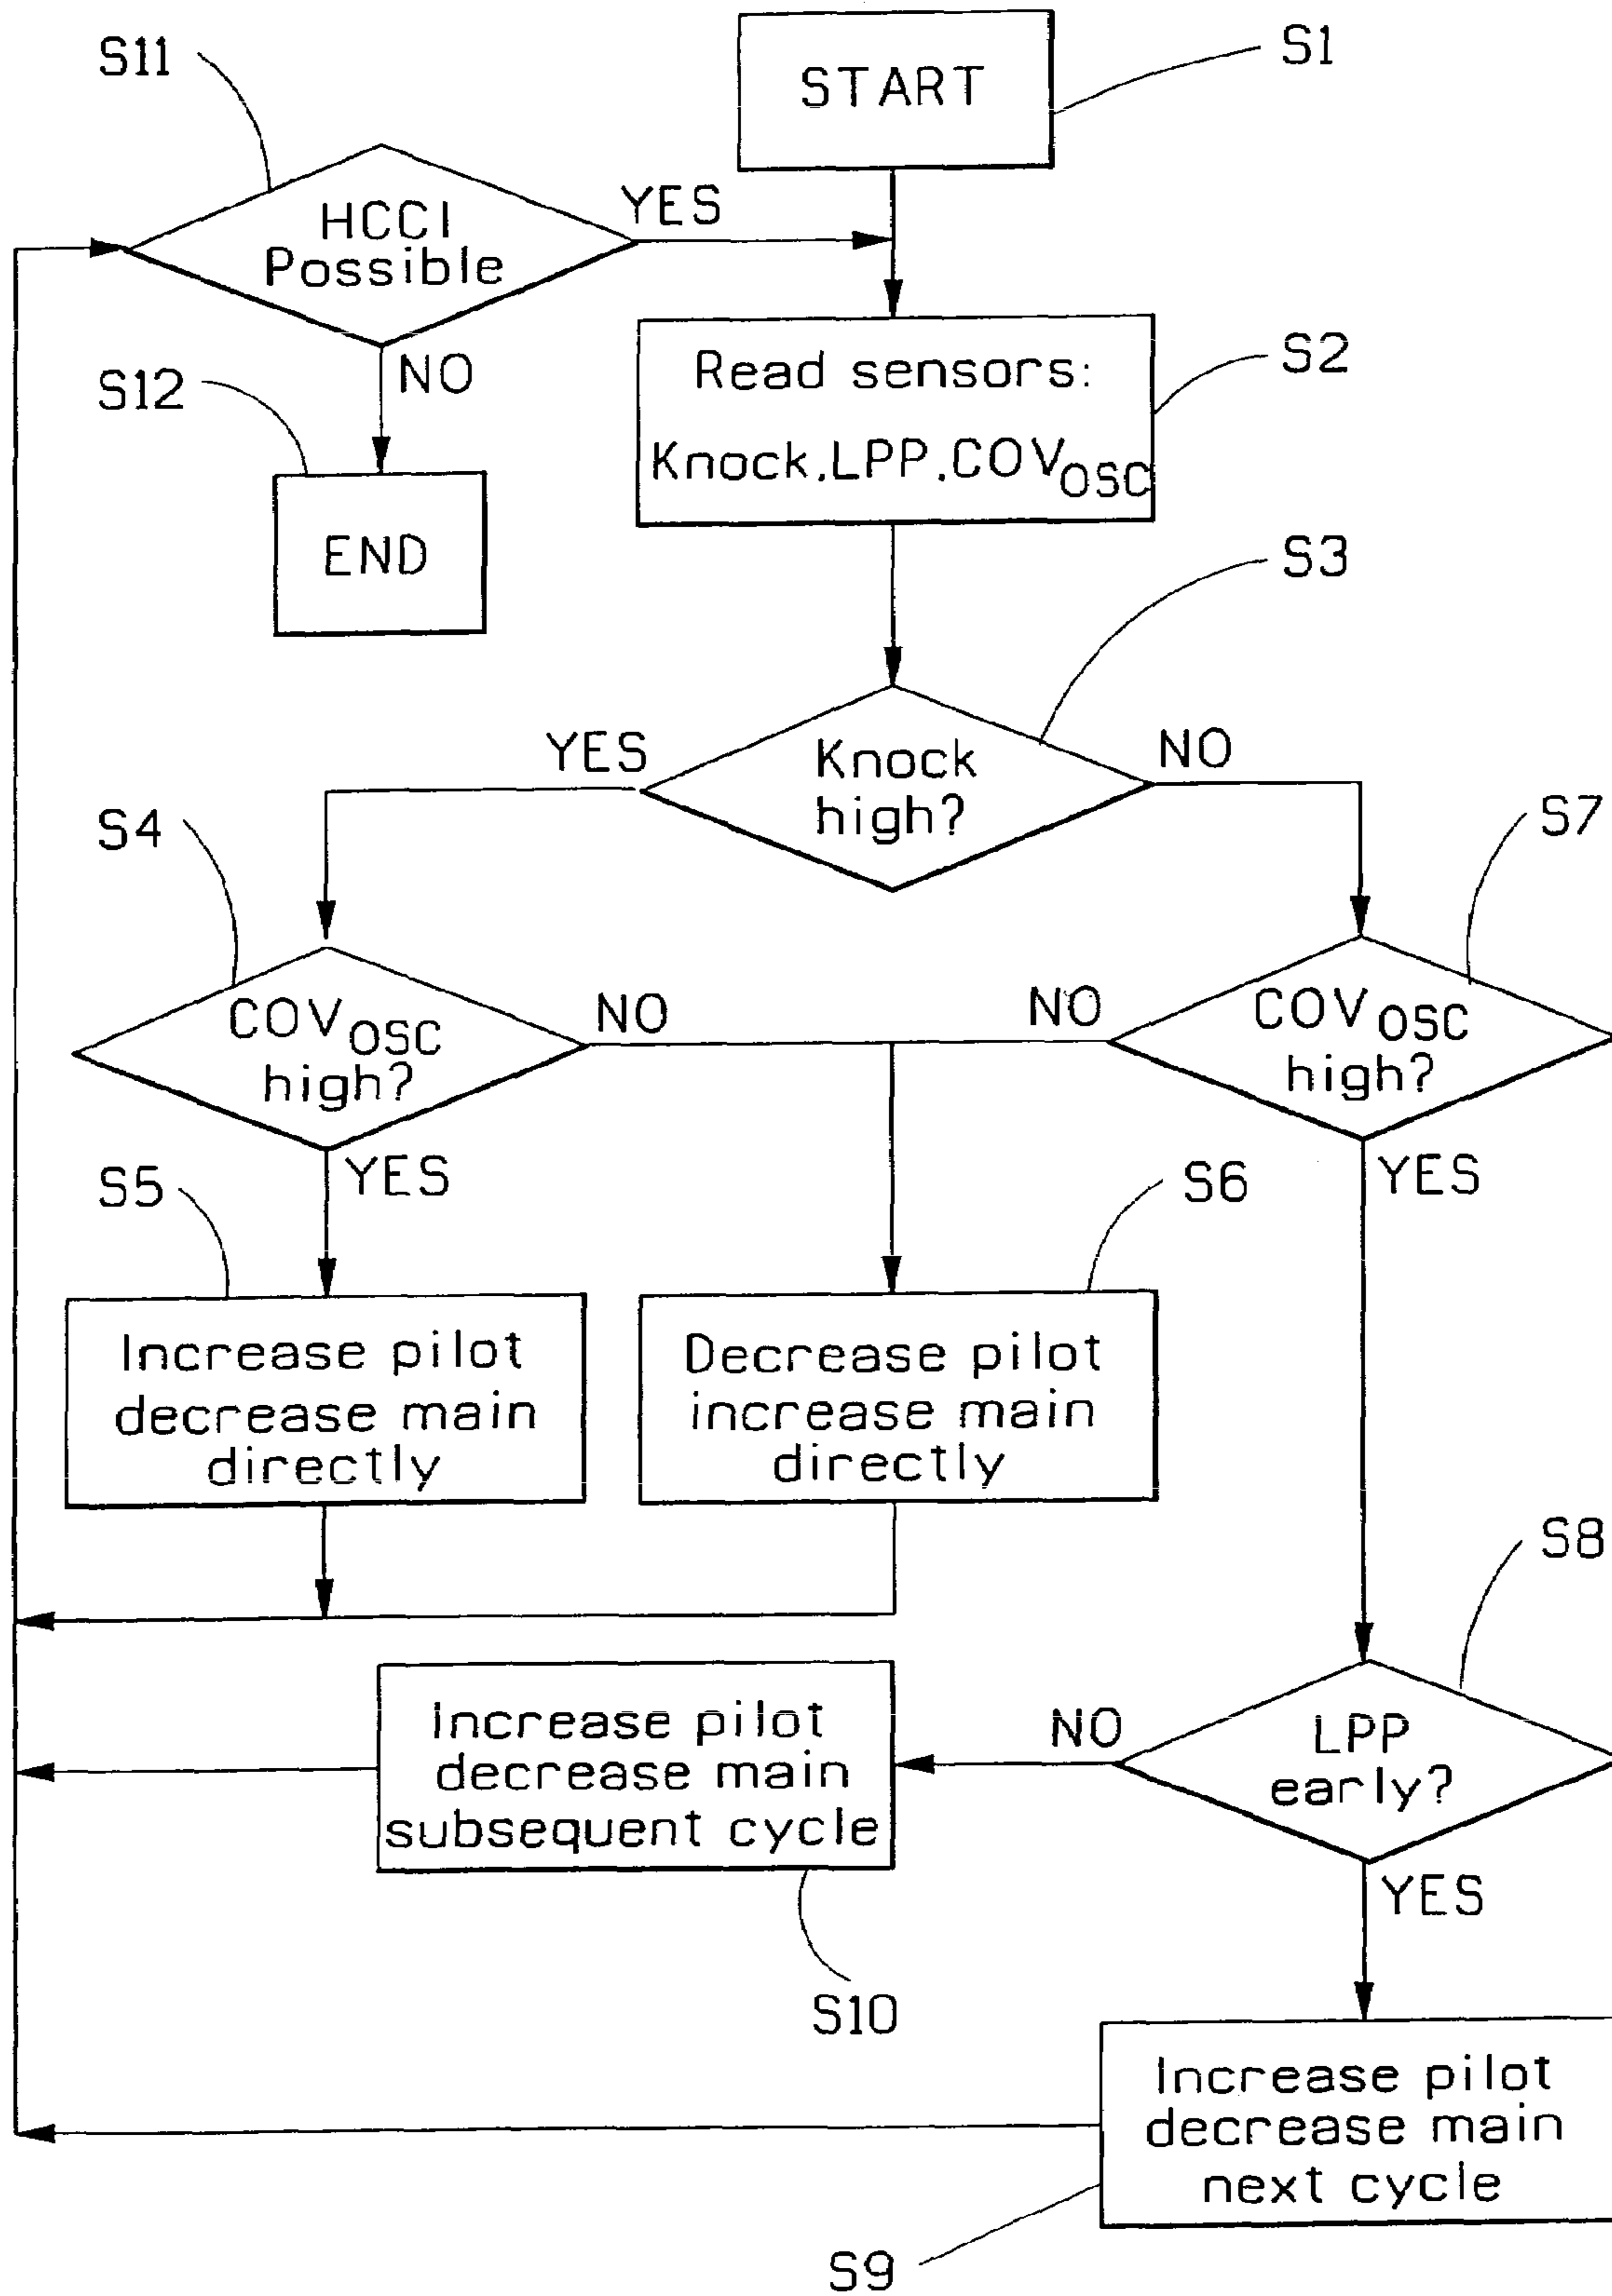 S11
START
S1
HCCI
Possible
YES
NO
S12
END
Read sensors:
Knock,LPP,COVOSC
S2
S3
YES
Knock
high?
NO
S4
S7
COVOSC
high?
NO
NO
COVOSC
high?
YES
YES
S5
S6
Increase pilot
decrease main
directly
Decrease pilot
increase main
directly
S8
Increase pilot
decrease main
subsequent cycle
NO
LPP
early?
YES
S10
Increase pilot
decrease main
next cycle
S9